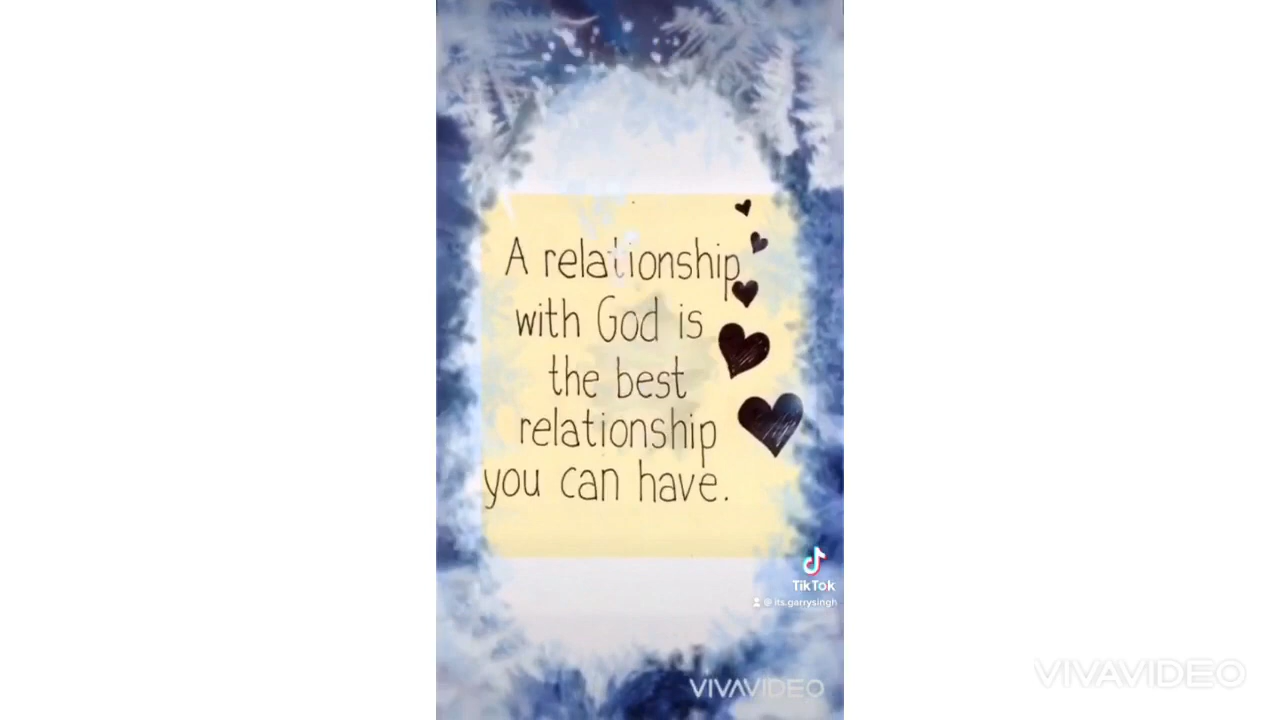 A relationship
with God is
the best
relationship
you can have.
TikTok
@its.garrysingh
VIVAVIDEO
VIVAVIDEO